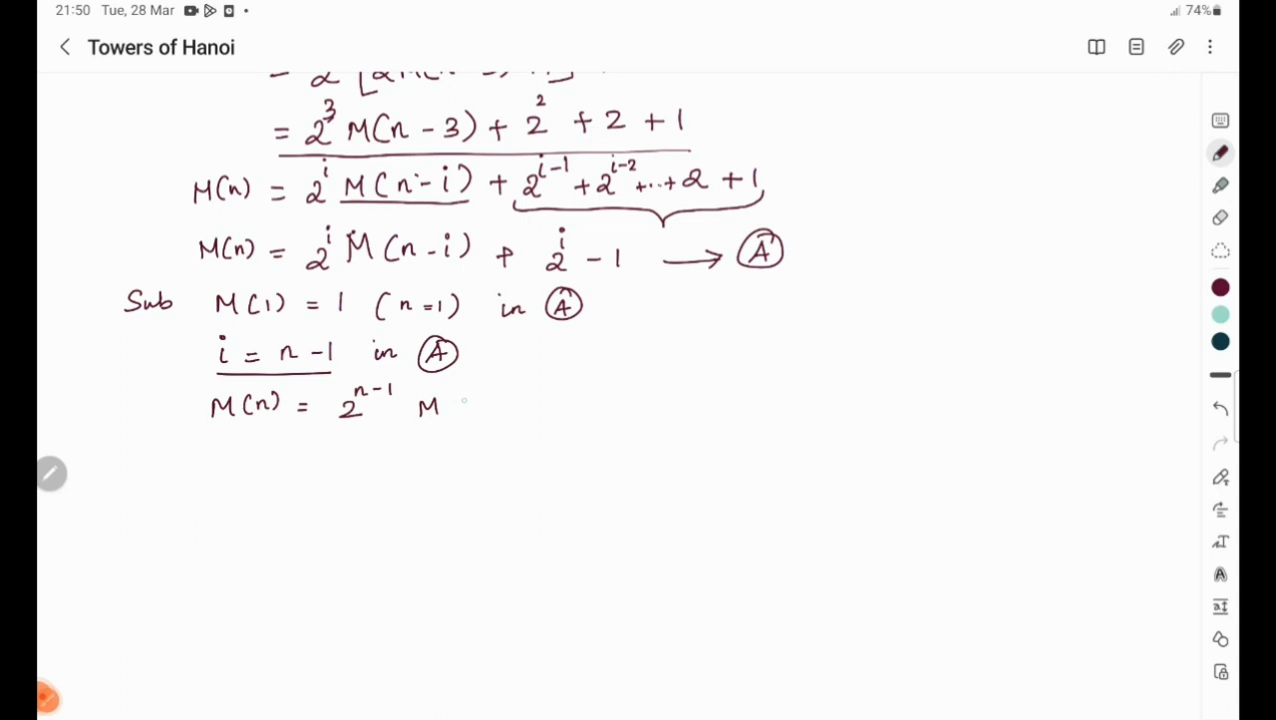 21:50 Tue, 28 Mar 74%
Towers of Hanoi
= 2³ M(n - 3) + 2² + 2 + 1
M(n) = 2ⁱ M(n - i) + 2ⁱ⁻¹ + 2ⁱ⁻² + ... + 2 + 1
M(n) = 2ⁱ M(n - i) + 2ⁱ - 1 → A
Sub M(1) = 1 (n = 1) in A
i = n - 1 in A
M(n) = 2ⁿ⁻¹ M